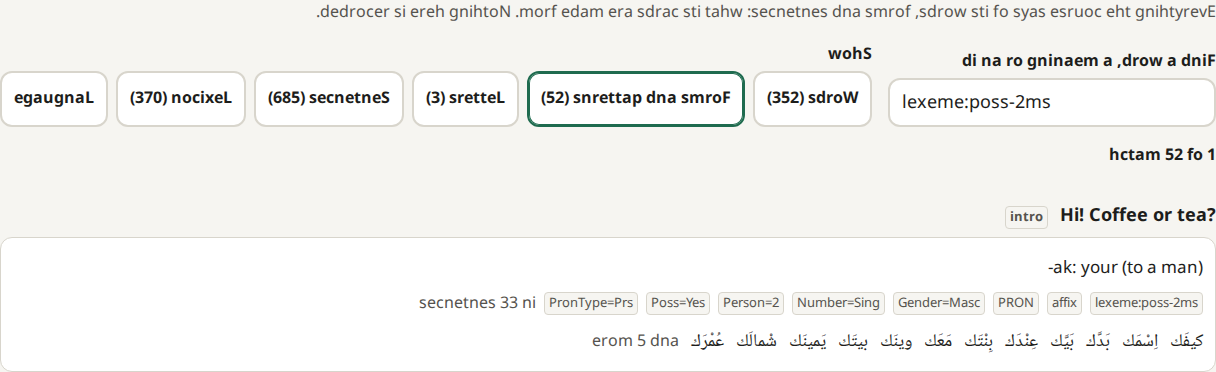 .dedrocer si ereh gnihtoN .morf edam era sdrac sti tahw :secnetnes dna smrof ,sdrow sti fo syas esruoc eht gnihtyrevE
di na ro gninaem a ,drow a dniF
lexeme:poss-2ms
wohS
(352) sdroW
(52) snrettap dna smroF
(3) sretteL
(685) secnetneS
(370) nocixeL
egaugnaL
hctam 52 fo 1
Hi! Coffee or tea? intro
-ak: your (to a man)
lexeme:poss-2ms affix PRON Gender=Masc Number=Sing Person=2 Poss=Yes PronType=Prs secnetnes 33 ni
كيفَك اِسْمَك بَدَّك بَيَّك عِنْدَك بِنْتَك مَعَك وينَك بيتَك يَمينَك شْمالَك عُمْرَك erom 5 dna